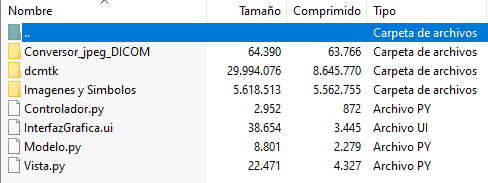 Nombre Tamaño Comprimido Tipo
.. Carpeta de archivos
Conversor_jpeg_DICOM 64.390 63.766 Carpeta de archivos
dcmtk 29.994.076 8.645.770 Carpeta de archivos
Imagenes y Simbolos 5.618.513 5.562.755 Carpeta de archivos
Controlador.py 2.952 872 Archivo PY
InterfazGrafica.ui 38.654 3.445 Archivo UI
Modelo.py 8.801 2.279 Archivo PY
Vista.py 22.471 4.327 Archivo PY